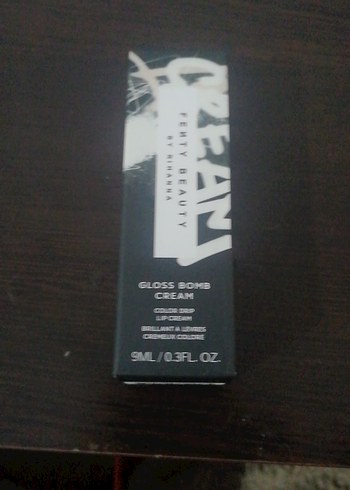 CREAM
FENTY BEAUTY
BY RIHANNA
GLOSS BOMB
CREAM
COLOR DRIP
LIP CREAM
BRILLANT À LÈVRES
CRÉMEUX COLORÉ
9ML / 0.3FL. OZ.